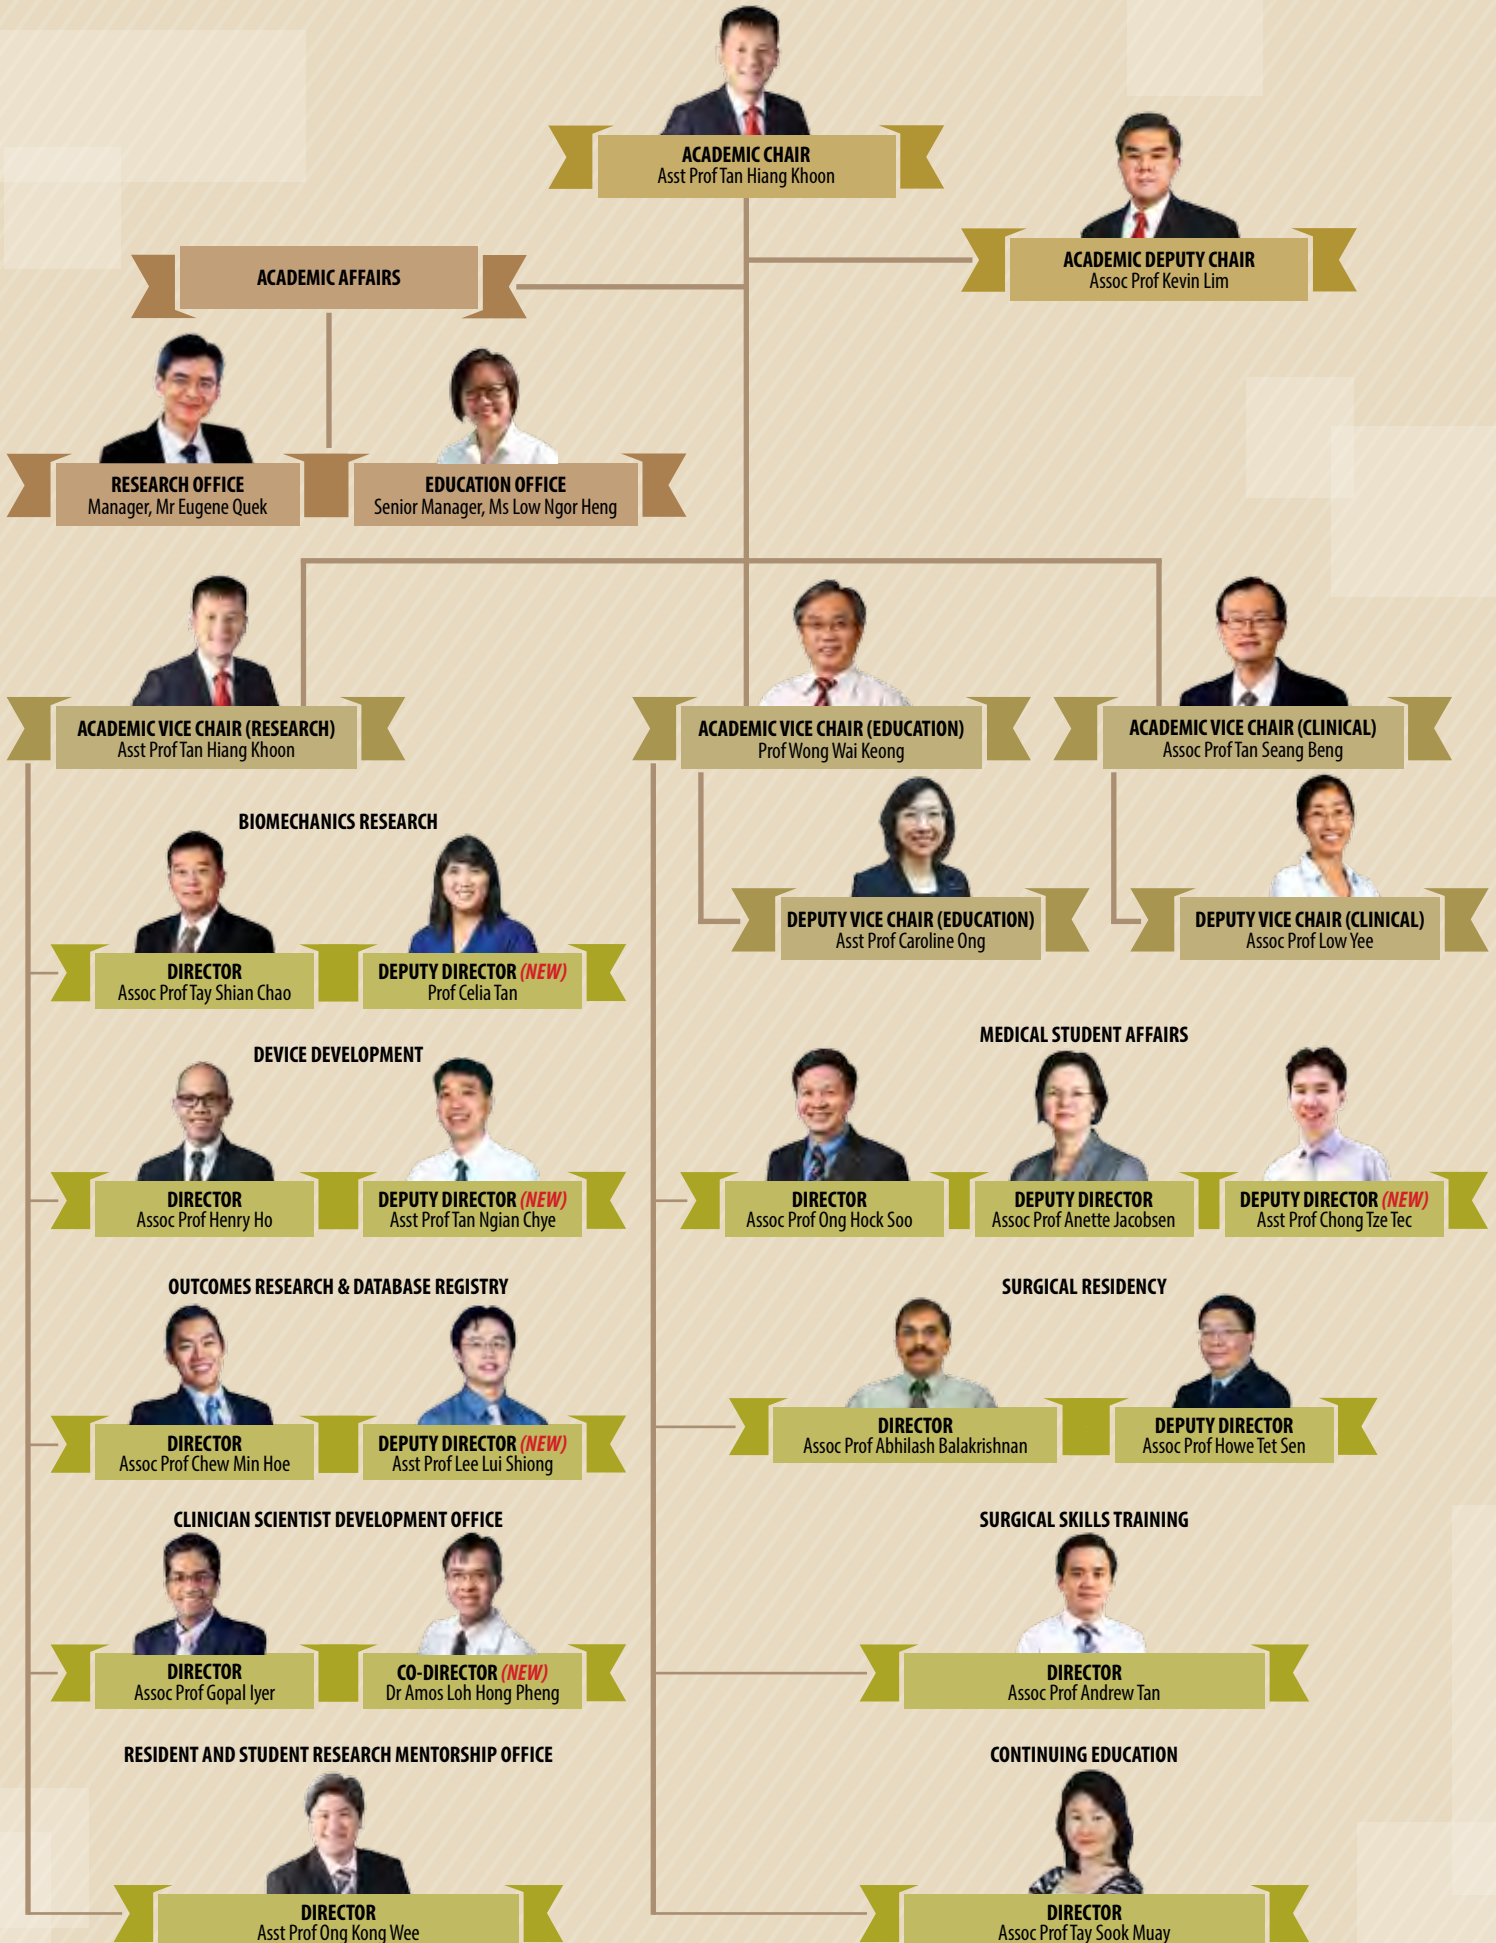 ACADEMIC CHAIR
Asst Prof Tan Hiang Khoon
ACADEMIC DEPUTY CHAIR
Assoc Prof Kevin Lim
ACADEMIC AFFAIRS
RESEARCH OFFICE
Manager, Mr Eugene Quek
EDUCATION OFFICE
Senior Manager, Ms Low Ngor Heng
ACADEMIC VICE CHAIR (RESEARCH)
Asst Prof Tan Hiang Khoon
ACADEMIC VICE CHAIR (EDUCATION)
Prof Wong Wai Keong
ACADEMIC VICE CHAIR (CLINICAL)
Assoc Prof Tan Seang Beng
DEPUTY VICE CHAIR (EDUCATION)
Asst Prof Caroline Ong
DEPUTY VICE CHAIR (CLINICAL)
Assoc Prof Low Yee
BIOMECHANICS RESEARCH
DIRECTOR
Assoc Prof Tay Shian Chao
DEPUTY DIRECTOR (NEW)
Prof Celia Tan
DEVICE DEVELOPMENT
DIRECTOR
Assoc Prof Henry Ho
DEPUTY DIRECTOR (NEW)
Asst Prof Tan Ngian Chye
OUTCOMES RESEARCH & DATABASE REGISTRY
DIRECTOR
Assoc Prof Chew Min Hoe
DEPUTY DIRECTOR (NEW)
Asst Prof Lee Lui Shiong
CLINICIAN SCIENTIST DEVELOPMENT OFFICE
DIRECTOR
Assoc Prof Gopal Iyer
CO-DIRECTOR (NEW)
Dr Amos Loh Hong Pheng
RESIDENT AND STUDENT RESEARCH MENTORSHIP OFFICE
DIRECTOR
Asst Prof Ong Kong Wee
MEDICAL STUDENT AFFAIRS
DIRECTOR
Assoc Prof Ong Hock Soo
DEPUTY DIRECTOR
Assoc Prof Anette Jacobsen
DEPUTY DIRECTOR (NEW)
Asst Prof Chong Tze Tec
SURGICAL RESIDENCY
DIRECTOR
Assoc Prof Abhilash Balakrishnan
DEPUTY DIRECTOR
Assoc Prof Howe Tet Sen
SURGICAL SKILLS TRAINING
DIRECTOR
Assoc Prof Andrew Tan
CONTINUING EDUCATION
DIRECTOR
Assoc Prof Tay Sook Muay